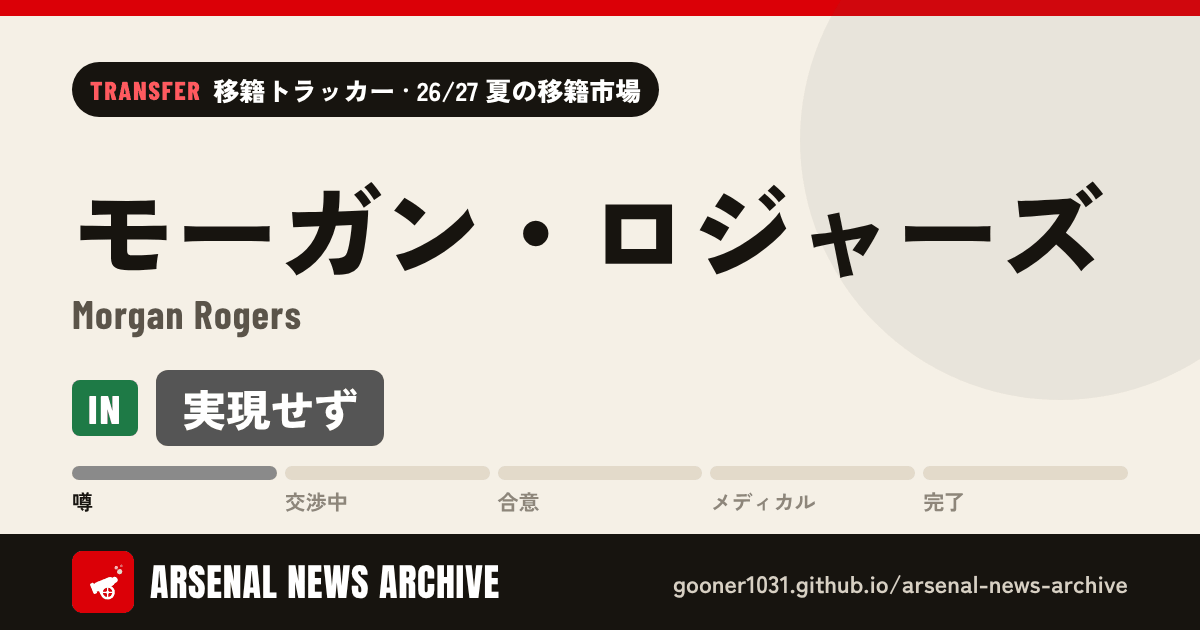 TRANSFER 移籍トラッカー · 26/27 夏の移籍市場
モーガン・ロジャーズ
Morgan Rogers
IN 実現せず
噂 交渉中 合意 メディカル 完了
ARSENAL NEWS ARCHIVE gooner1031.github.io/arsenal-news-archive